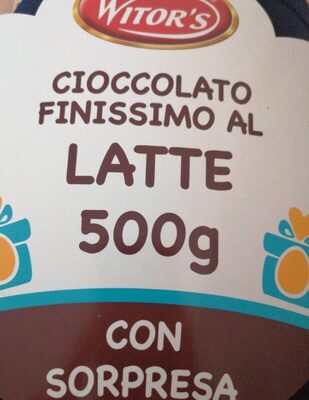 WITOR'S
CIOCCOLATO
FINISSIMO AL
LATTE
500g
CON
SORPRESA